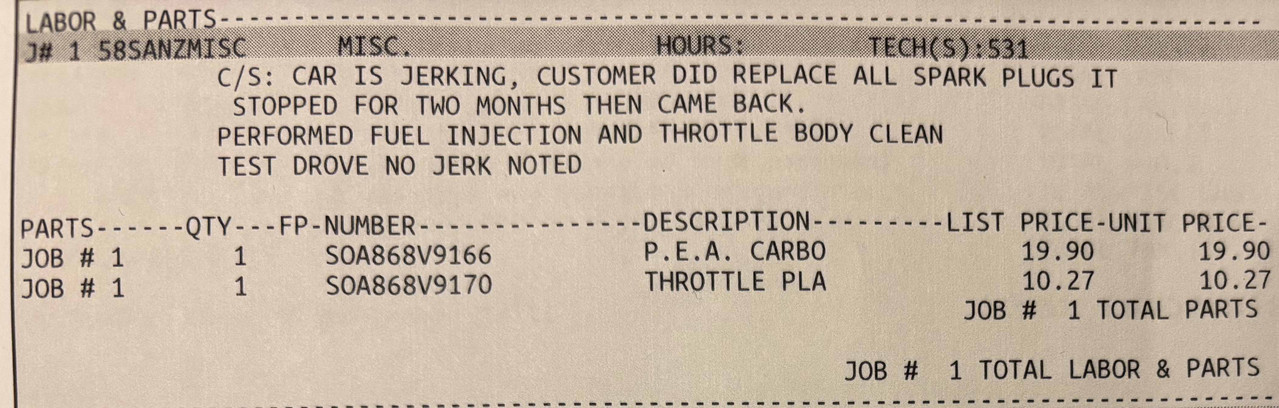 LABOR & PARTS---------------------------------------------------------------
J# 1 58SANZMISC MISC. HOURS: TECH(S):531
C/S: CAR IS JERKING, CUSTOMER DID REPLACE ALL SPARK PLUGS IT
STOPPED FOR TWO MONTHS THEN CAME BACK.
PERFORMED FUEL INJECTION AND THROTTLE BODY CLEAN
TEST DROVE NO JERK NOTED
PARTS------QTY---FP-NUMBER---------------DESCRIPTION---------LIST PRICE-UNIT PRICE-
JOB # 1 1 SOA868V9166 P.E.A. CARBO 19.90 19.90
JOB # 1 1 SOA868V9170 THROTTLE PLA 10.27 10.27
JOB # 1 TOTAL PARTS
JOB # 1 TOTAL LABOR & PARTS